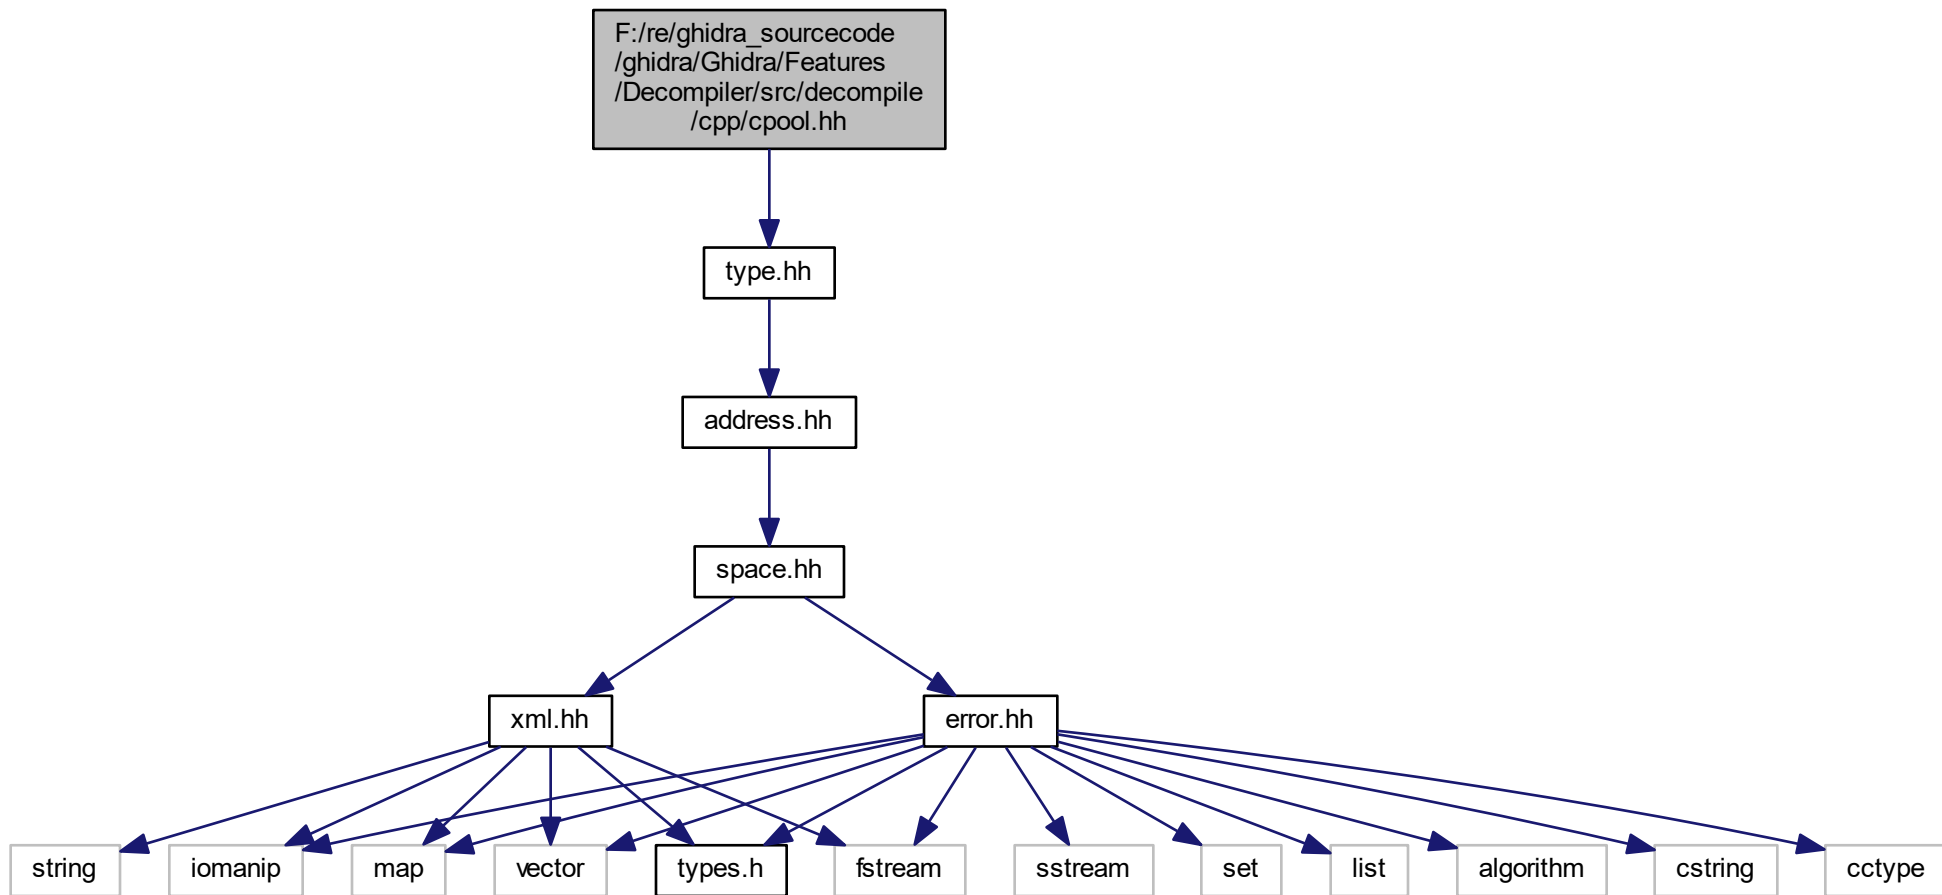 F:/re/ghidra_sourcecode
/ghidra/Ghidra/Features
/Decompiler/src/decompile
/cpp/cpool.hh
type.hh
address.hh
space.hh
xml.hh
error.hh
string
iomanip
map
vector
types.h
fstream
sstream
set
list
algorithm
cstring
cctype